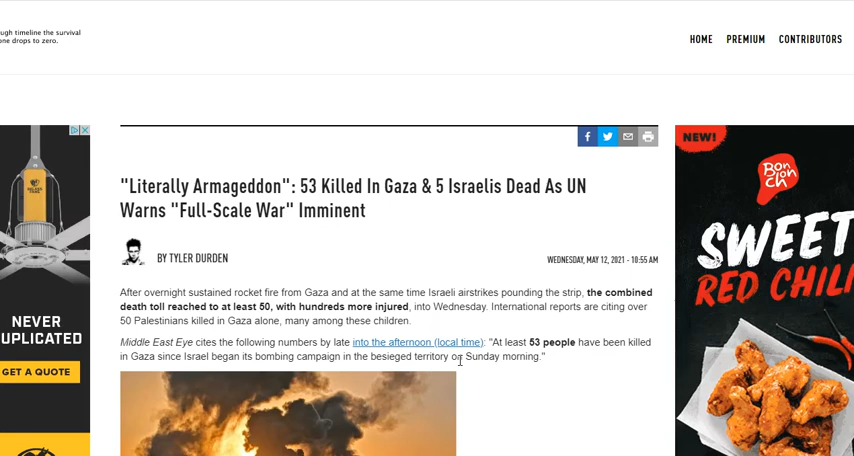 ugh timeline the survival
one drops to zero.
HOME PREMIUM CONTRIBUTORS
"Literally Armageddon": 53 Killed In Gaza & 5 Israelis Dead As UN
Warns "Full-Scale War" Imminent
BY TYLER DURDEN
WEDNESDAY, MAY 12, 2021 - 10:55 AM
After overnight sustained rocket fire from Gaza and at the same time Israeli airstrikes pounding the strip, the combined
death toll reached to at least 50, with hundreds more injured, into Wednesday. International reports are citing over
50 Palestinians killed in Gaza alone, many among these children.
Middle East Eye cites the following numbers by late into the afternoon (local time): "At least 53 people have been killed
in Gaza since Israel began its bombing campaign in the besieged territory on Sunday morning."
NEVER
UPLICATED
GET A QUOTE
NEW!
Bon
chon
SWEET
RED CHILI